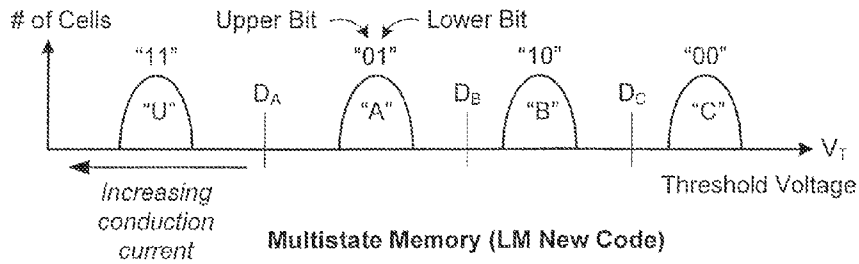 # of Cells
Upper Bit
Lower Bit
"11"
"01"
"10"
"00"
"U"
D_A
"A"
D_B
"B"
D_C
"C"
V_T
Threshold Voltage
Increasing
conduction
current
Multistate Memory (LM New Code)